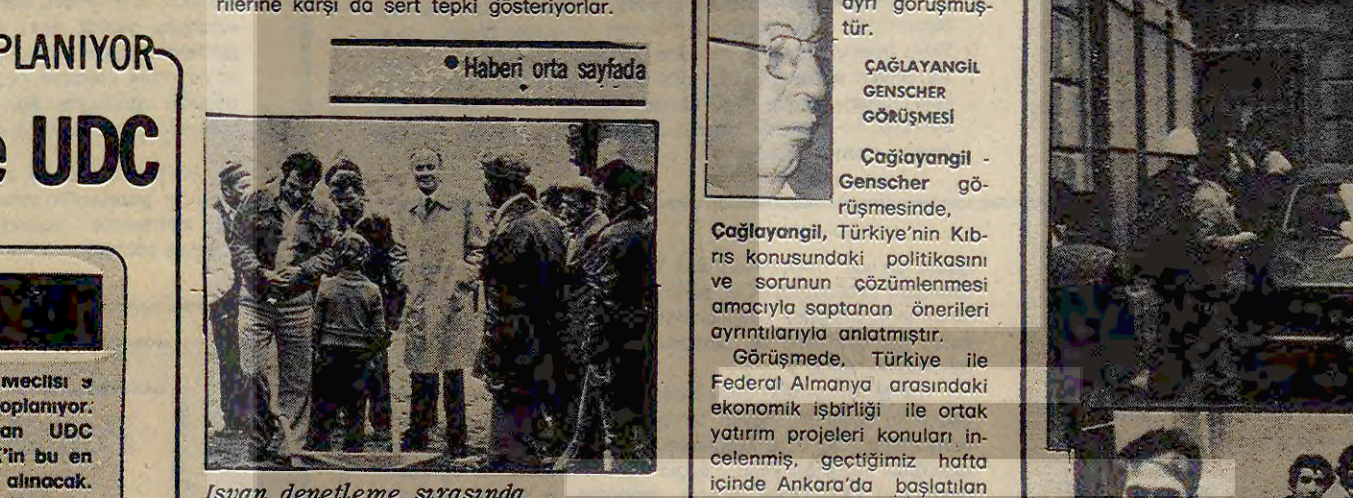 PLANIYOR
UDC
Meclisi
toplanıyor.
UDC
'in bu en
alınacak.
rilerine karşı da sert tepki gösteriyorlar.
• Haberi orta sayfada
Isvan denetleme sırasında
ayrı görüşmüş-
tür.
ÇAĞLAYANGİL
GENSCHER
GÖRÜŞMESİ
Çağlayangil -
Genscher gö-
rüşmesinde,
Çağlayangil, Türkiye'nin Kıb-
rıs konusundaki politikasını
ve sorunun çözümlenmesi
amacıyla saptanan önerileri
ayrıntılarıyla anlatmıştır.
Görüşmede, Türkiye ile
Federal Almanya arasındaki
ekonomik işbirliği ile ortak
yatırım projeleri konuları in-
celenmiş, geçtiğimiz hafta
içinde Ankara'da başlatılan